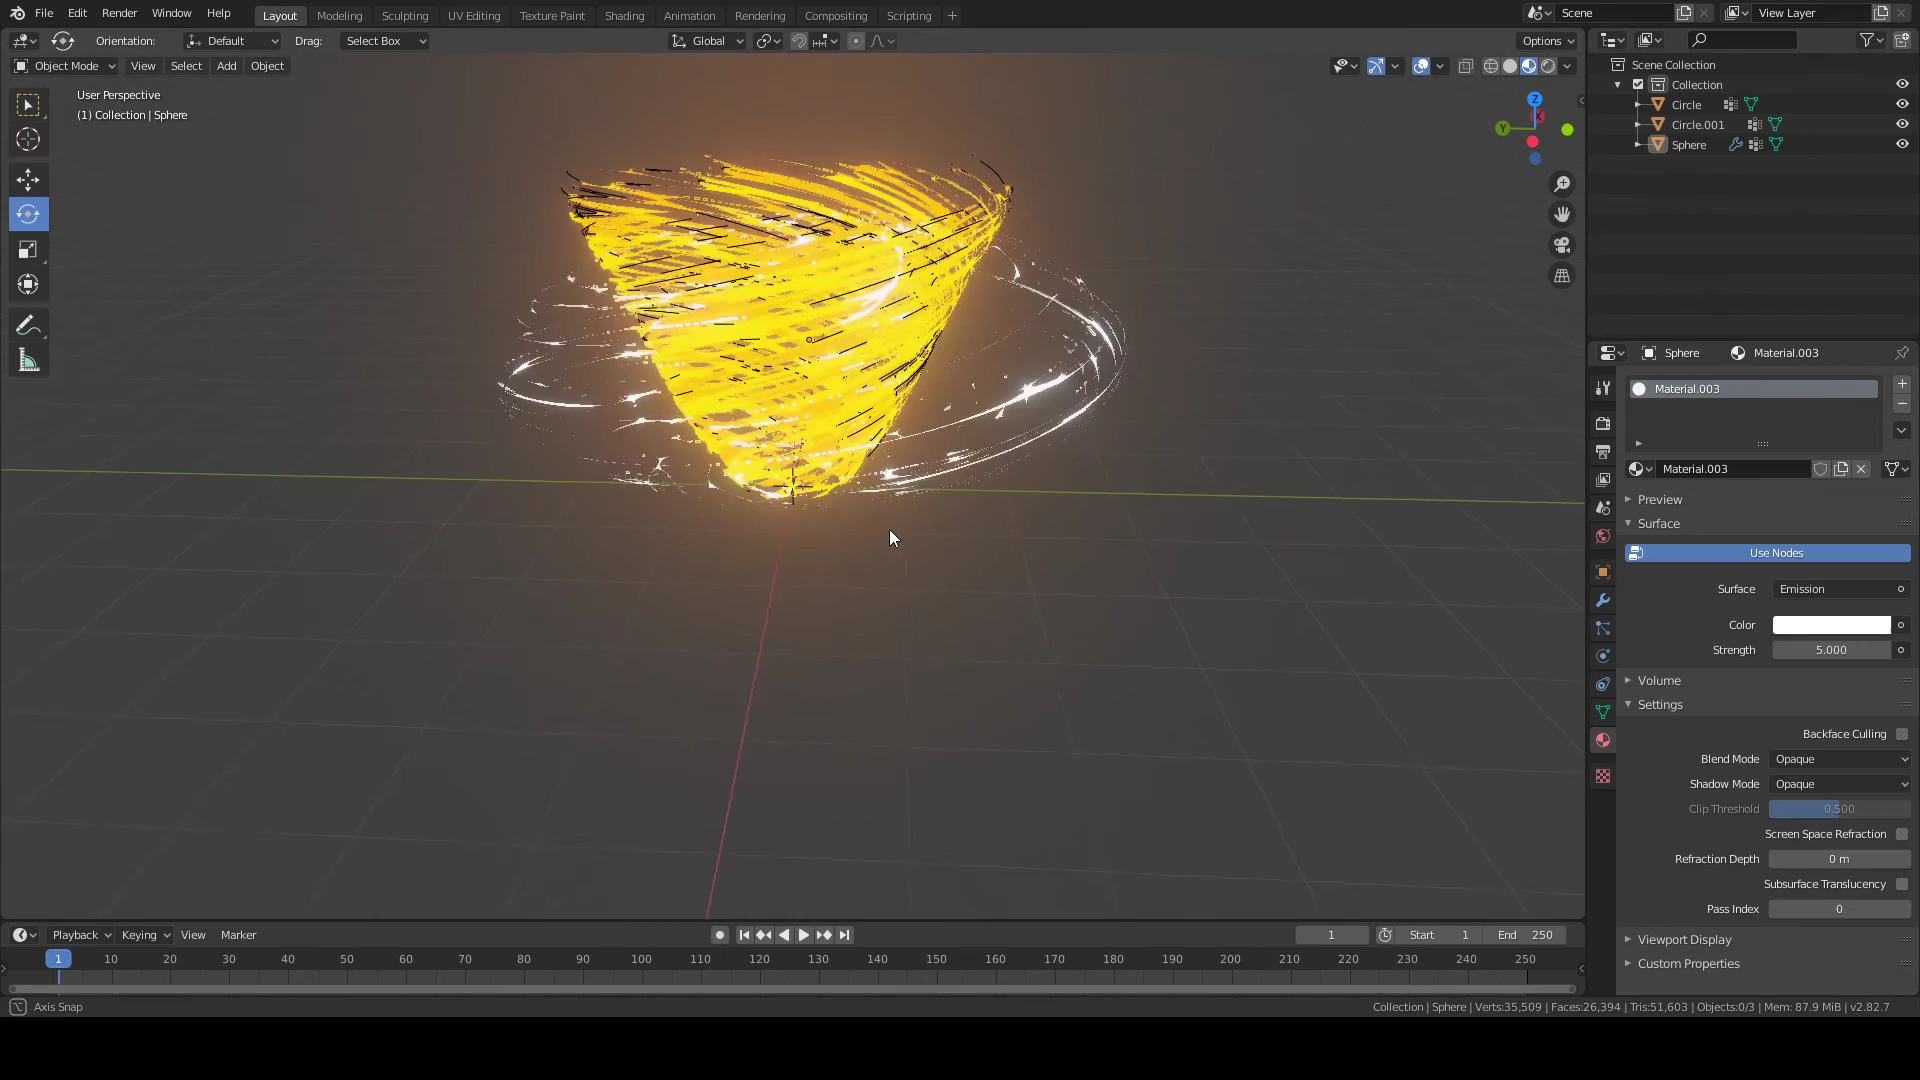 File Edit Render Window Help
Layout Modeling Sculpting UV Editing Texture Paint Shading Animation Rendering Compositing Scripting +
Scene
View Layer
Orientation: Default Drag: Select Box
Global
Options
Object Mode View Select Add Object
User Perspective
(1) Collection | Sphere
Z
X
Y
Scene Collection
Collection
Circle
Circle.001
Sphere
Sphere Material.003
Material.003
Material.003
Preview
Surface
Use Nodes
Surface Emission
Color
Strength 5.000
Volume
Settings
Backface Culling
Blend Mode Opaque
Shadow Mode Opaque
Clip Threshold 0.500
Screen Space Refraction
Refraction Depth 0 m
Subsurface Translucency
Pass Index 0
Viewport Display
Custom Properties
Playback Keying View Marker
1 Start 1 End 250
1 10 20 30 40 50 60 70 80 90 100 110 120 130 140 150 160 170 180 190 200 210 220 230 240 250
Axis Snap
Collection | Sphere | Verts:35,509 | Faces:26,394 | Tris:51,603 | Objects:0/3 | Mem: 87.9 MiB | v2.82.7